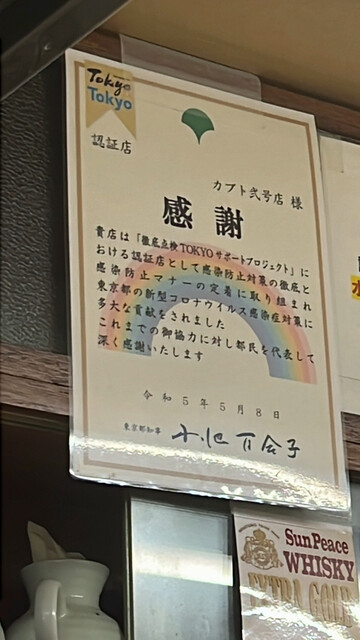 Tokyo
Tokyo
認証店
カブト弐号店 様
感謝
貴店は「徹底点検TOKYOサポートプロジェクト」に
おける認証店として感染防止対策の徹底と
感染防止マナーの定着に取り組まれ
東京都の新型コロナウイルス感染症対策に
多大な貢献をされました
これまでの御協力に対し都民を代表して
深く感謝いたします
令和5年5月8日
東京都知事 小池百合子
SunPeace
WHISKY
EXTRA GOLD